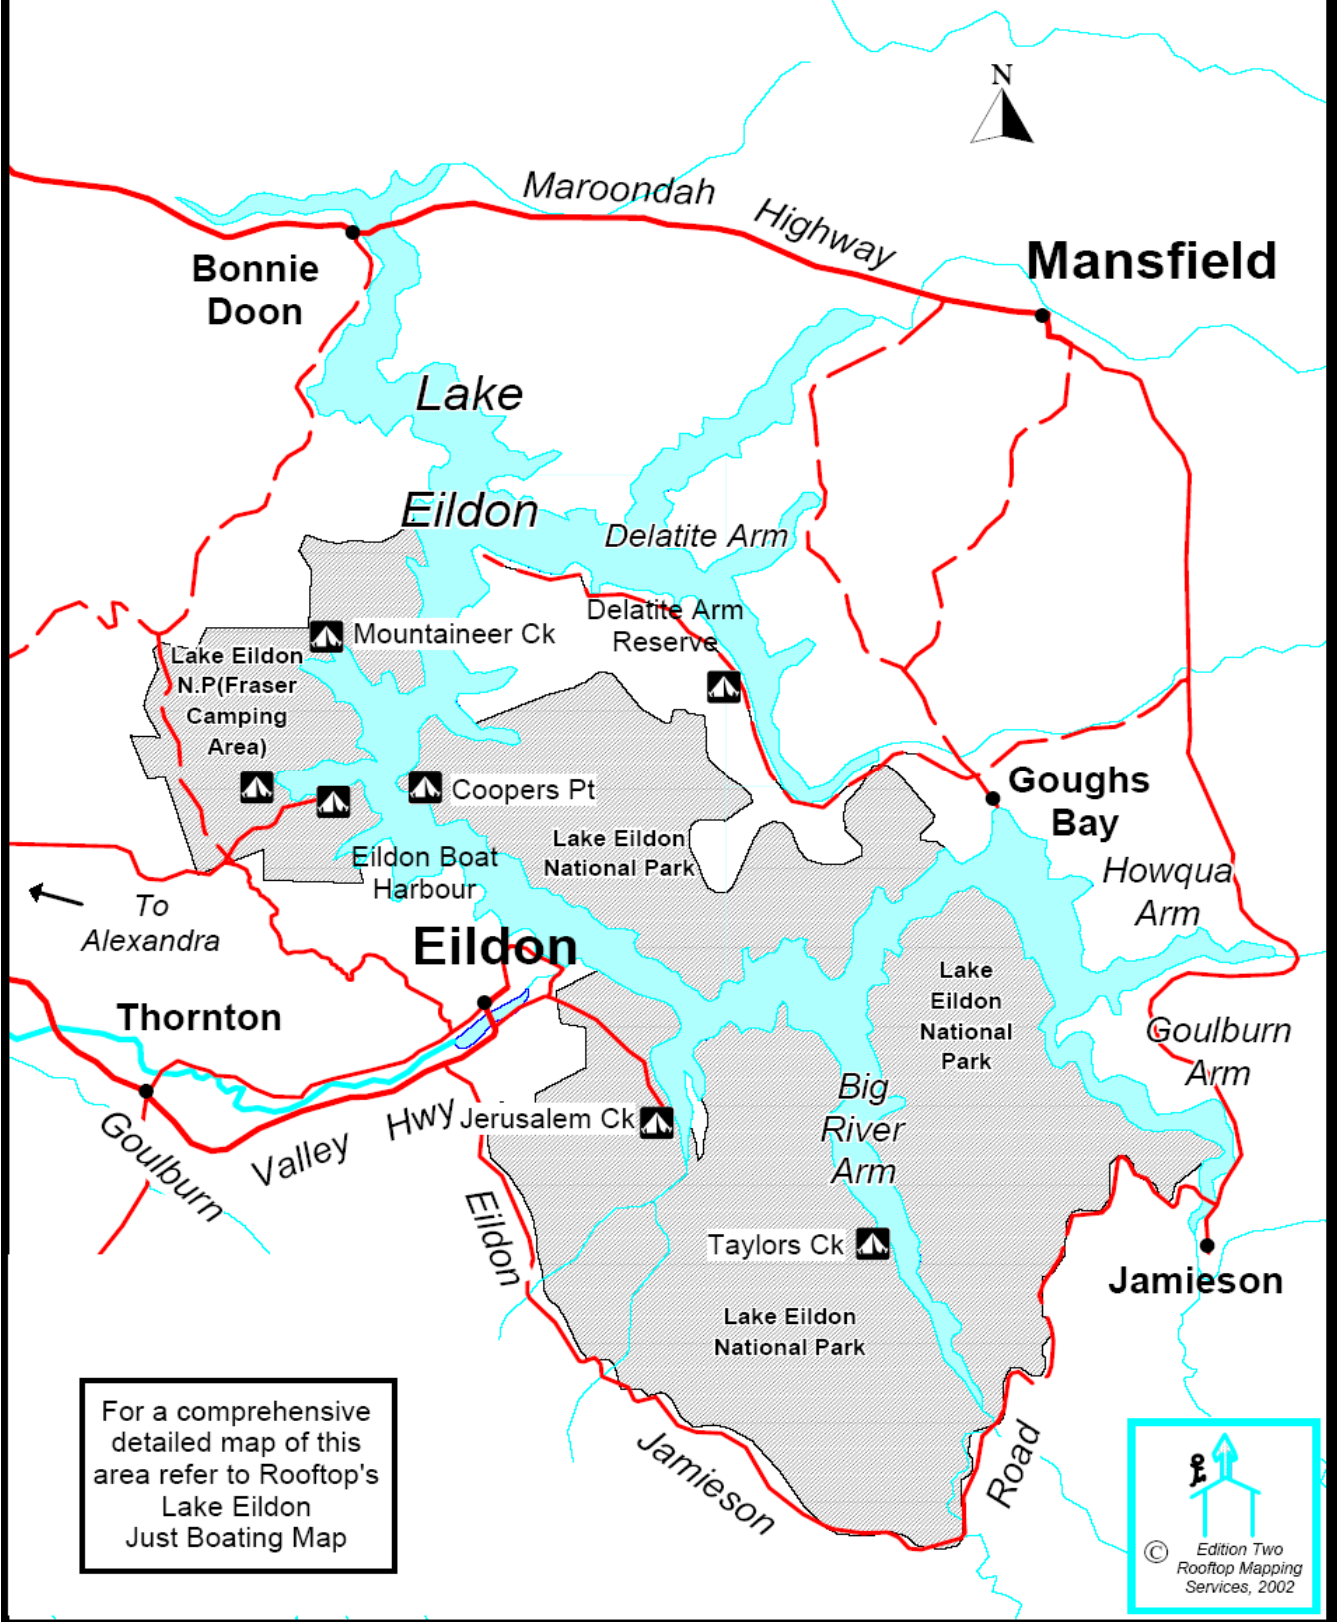 N
Maroondah
Highway
Mansfield
Bonnie
Doon
Lake
Eildon
Delatite Arm
Delatite Arm
Reserve
Mountaineer Ck
Lake Eildon
N.P(Fraser
Camping
Area)
Coopers Pt
Goughs
Bay
Lake Eildon
National Park
Eildon Boat
Harbour
Howqua
Arm
To
Alexandra
Eildon
Lake
Eildon
National
Park
Thornton
Goulburn
Arm
Big
River
Arm
Jerusalem Ck
Goulburn
Valley
Hwy
Eildon
Taylors Ck
Jamieson
Lake Eildon
National Park
Jamieson
Road
For a comprehensive
detailed map of this
area refer to Rooftop's
Lake Eildon
Just Boating Map
© Edition Two
Rooftop Mapping
Services, 2002